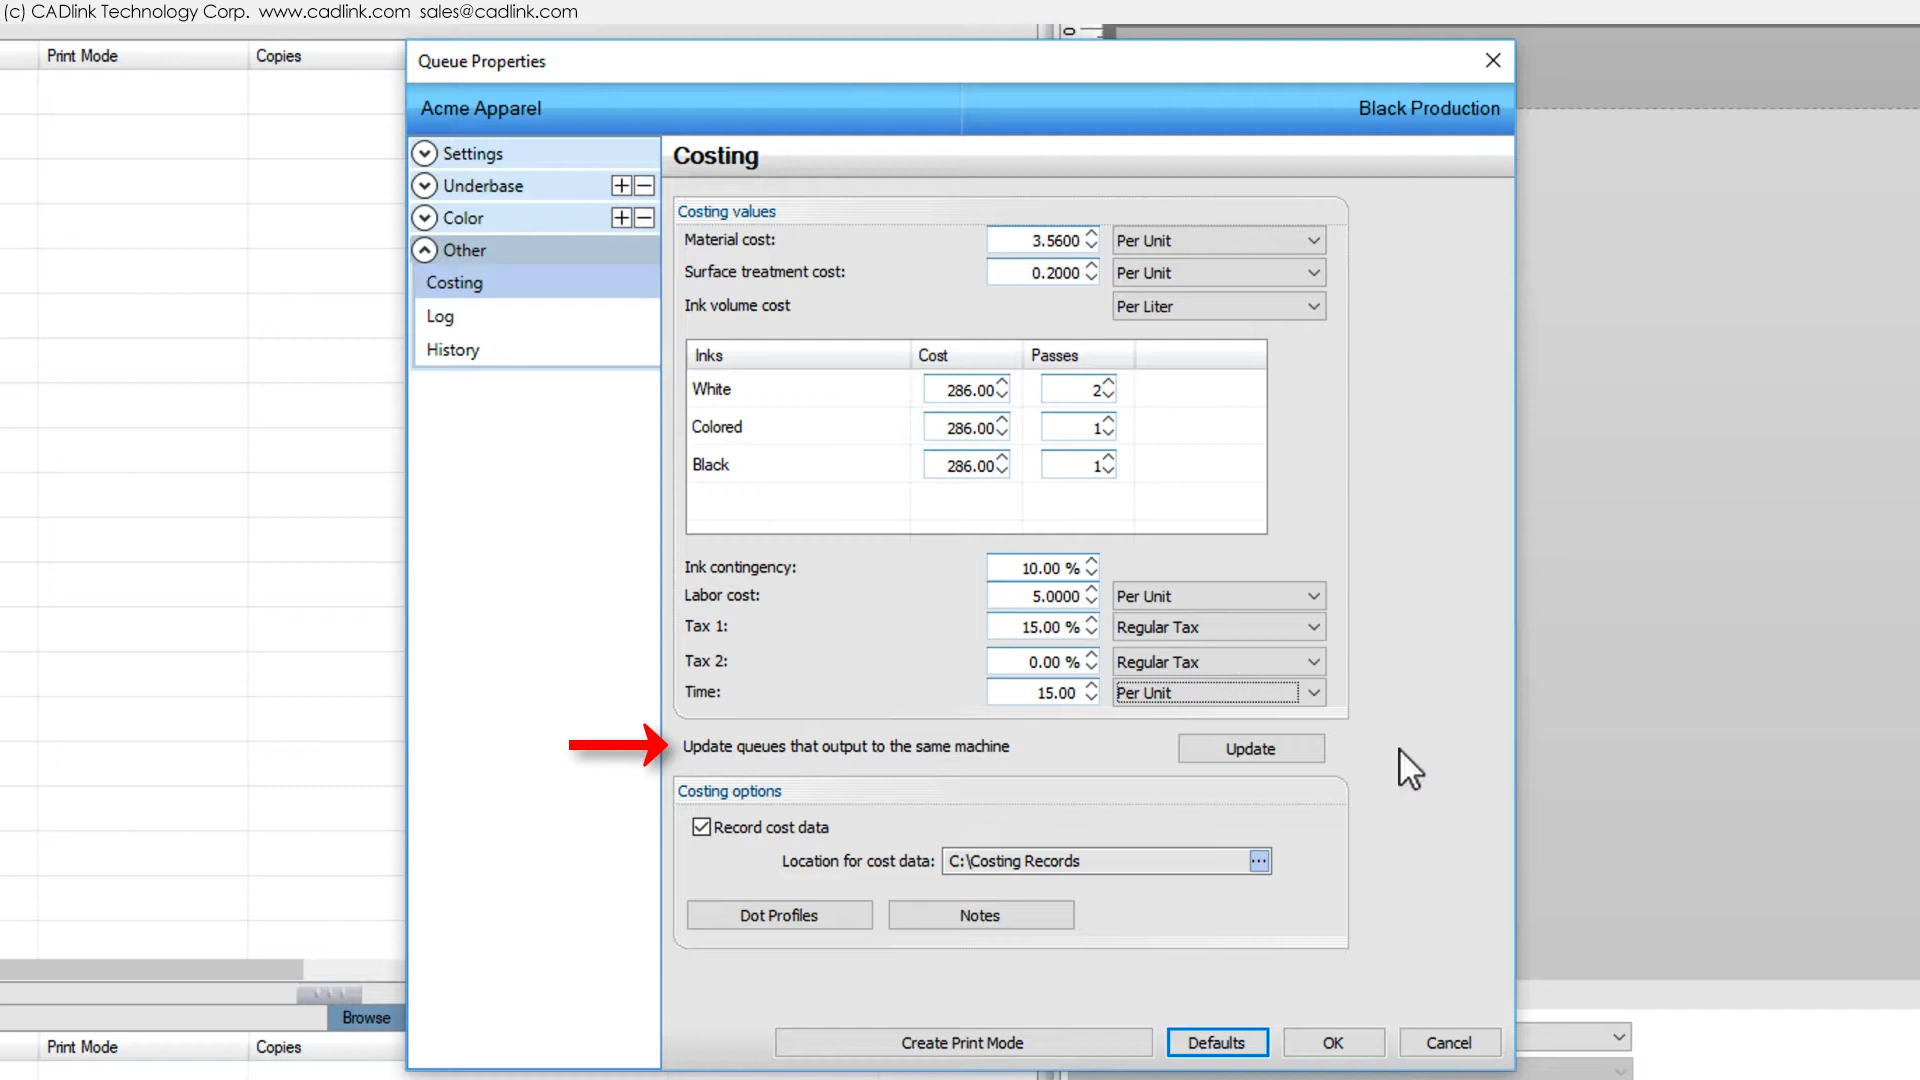 (c) CADlink Technology Corp. www.cadlink.com sales@cadlink.com
Print Mode Copies
Queue Properties
Acme Apparel Black Production
Settings
Underbase
Color
Other
Costing
Log
History
Costing
Costing values
Material cost: 3.5600 Per Unit
Surface treatment cost: 0.2000 Per Unit
Ink volume cost Per Liter
Inks Cost Passes
White 286.00 2
Colored 286.00 1
Black 286.00 1
Ink contingency: 10.00 %
Labor cost: 5.0000 Per Unit
Tax 1: 15.00 % Regular Tax
Tax 2: 0.00 % Regular Tax
Time: 15.00 Per Unit
Update queues that output to the same machine Update
Costing options
Record cost data
Location for cost data: C:\Costing Records ...
Dot Profiles Notes
Create Print Mode Defaults OK Cancel
Browse
Print Mode Copies
0